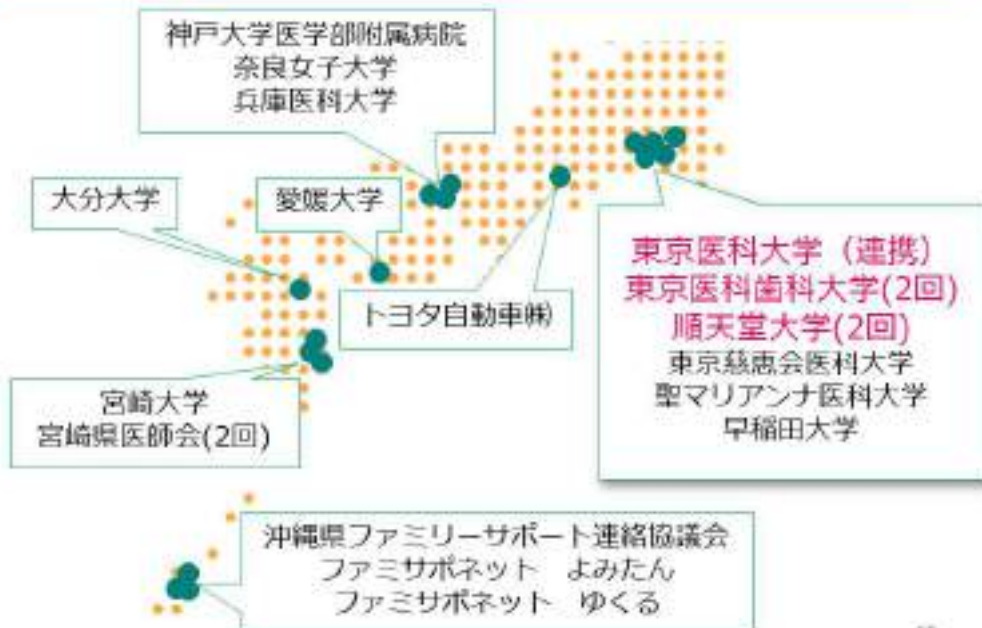 神戸大学医学部附属病院
奈良女子大学
兵庫医科大学
大分大学
愛媛大学
トヨタ自動車㈱
東京医科大学（連携）
東京医科歯科大学(2回)
順天堂大学(2回)
東京慈恵会医科大学
聖マリアンナ医科大学
早稲田大学
宮崎大学
宮崎県医師会(2回)
沖縄県ファミリーサポート連絡協議会
ファミサポネット　よみたん
ファミサポネット　ゆくる